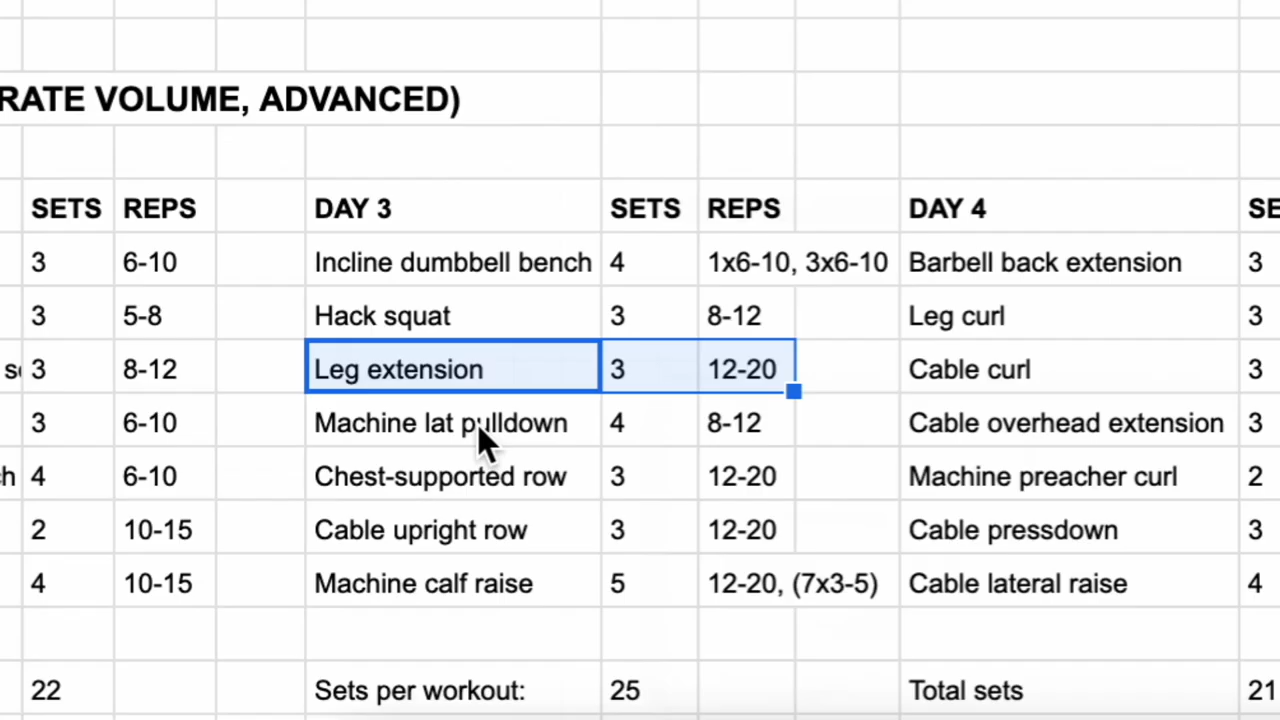 RATE VOLUME, ADVANCED)
SETS REPS DAY 3 SETS REPS DAY 4 SE
3 6-10 Incline dumbbell bench 4 1x6-10, 3x6-10 Barbell back extension 3
3 5-8 Hack squat 3 8-12 Leg curl 3
3 8-12 Leg extension 3 12-20 Cable curl 3
3 6-10 Machine lat pulldown 4 8-12 Cable overhead extension 3
4 6-10 Chest-supported row 3 12-20 Machine preacher curl 2
2 10-15 Cable upright row 3 12-20 Cable pressdown 3
4 10-15 Machine calf raise 5 12-20, (7x3-5) Cable lateral raise 4
22 Sets per workout: 25 Total sets 21